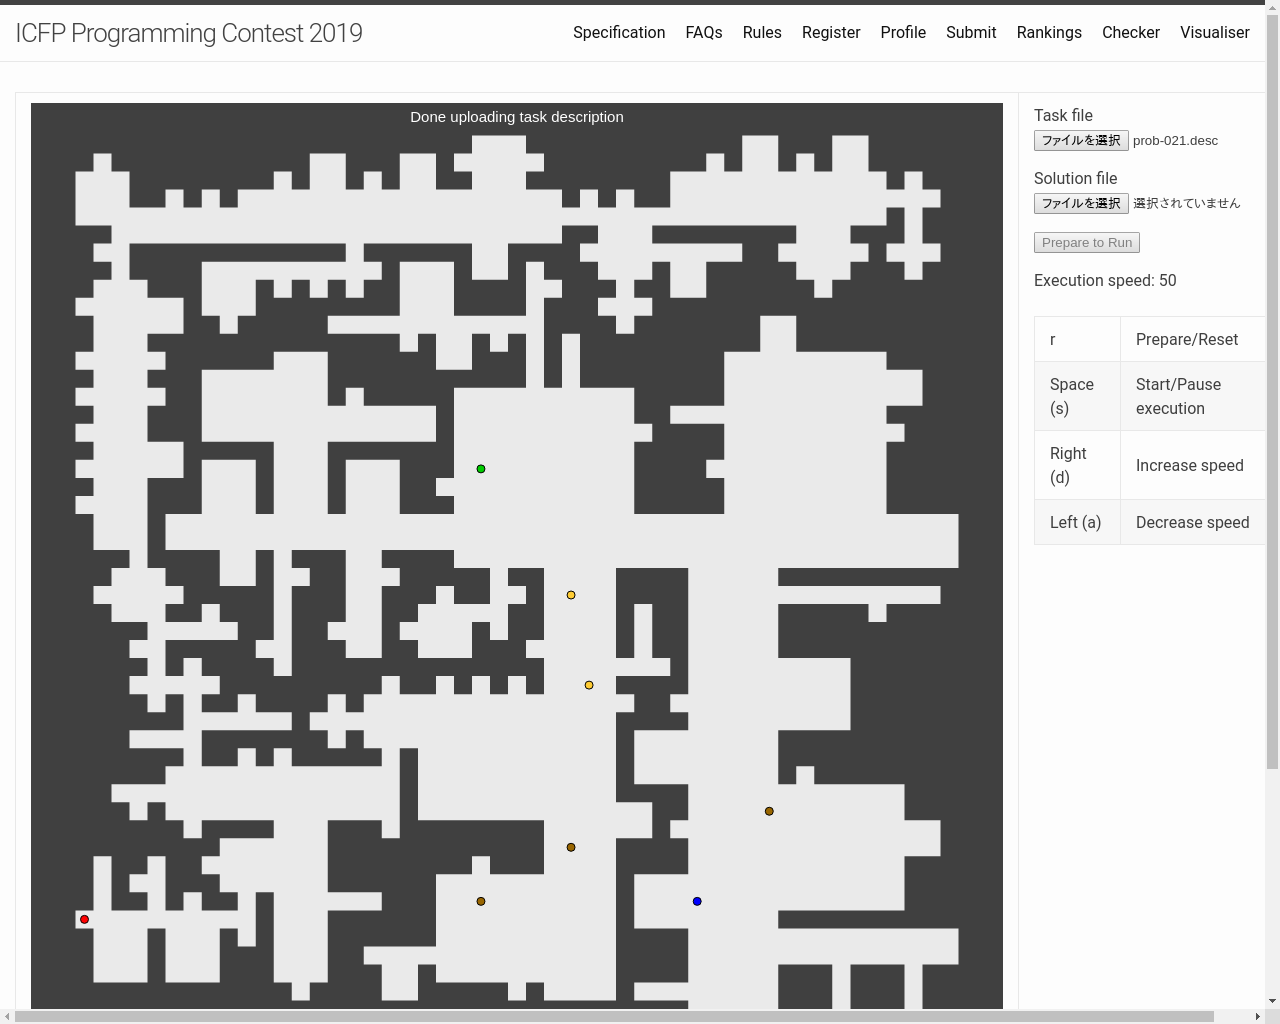 ICFP Programming Contest 2019
Specification FAQs Rules Register Profile Submit Rankings Checker Visualiser
Done uploading task description
Task file
ファイルを選択 prob-021.desc
Solution file
ファイルを選択 選択されていません
Prepare to Run
Execution speed: 50
r Prepare/Reset
Space (s) Start/Pause execution
Right (d) Increase speed
Left (a) Decrease speed